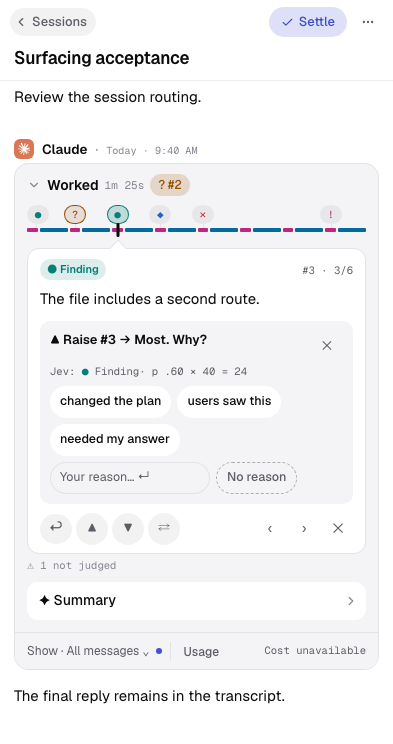 Sessions
Settle
Surfacing acceptance
Review the session routing.
Claude · Today · 9:40 AM
Worked 1m 25s ? #2
?
!
Finding #3 · 3/6
The file includes a second route.
▲ Raise #3 → Most. Why?
Jev: ● Finding· p .60 × 40 = 24
changed the plan
users saw this
needed my answer
Your reason… ↵
No reason
⚠ 1 not judged
✦ Summary
Show · All messages
Usage
Cost unavailable
The final reply remains in the transcript.